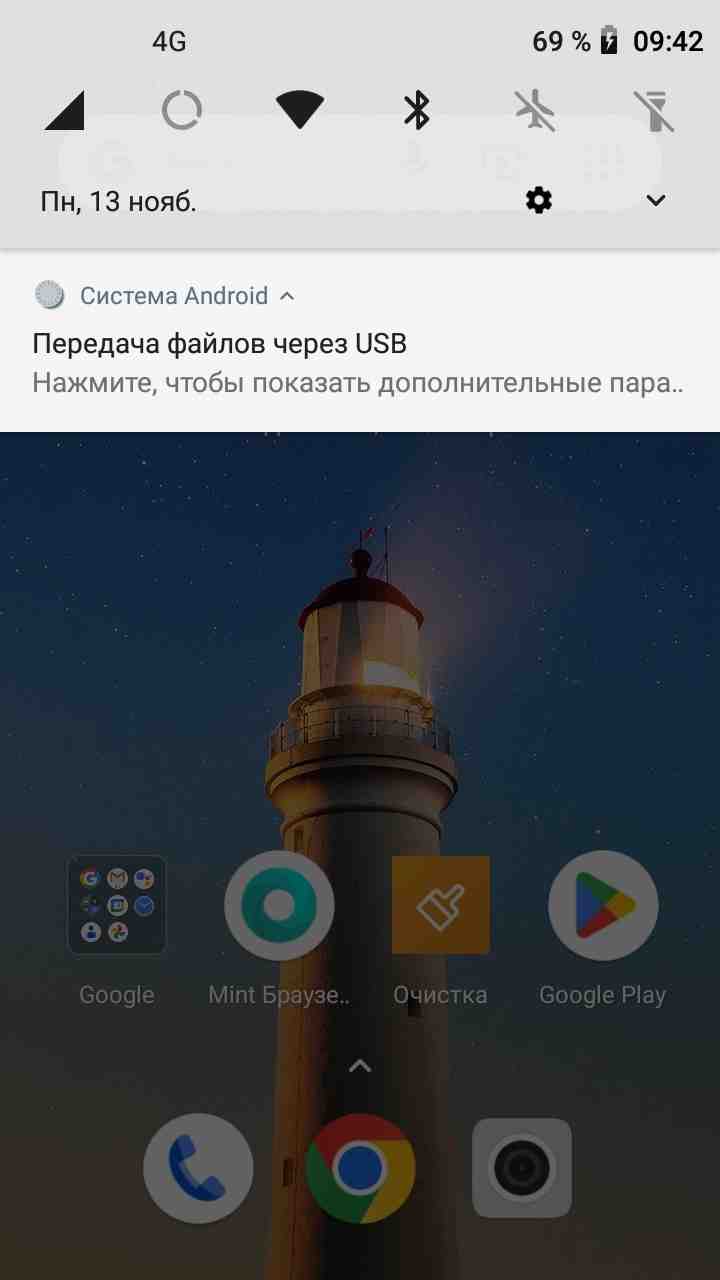 4G 69 % 09:42
Пн, 13 нояб.
Система Android
Передача файлов через USB
Нажмите, чтобы показать дополнительные пара..
Google Mint Браузе.. Очистка Google Play